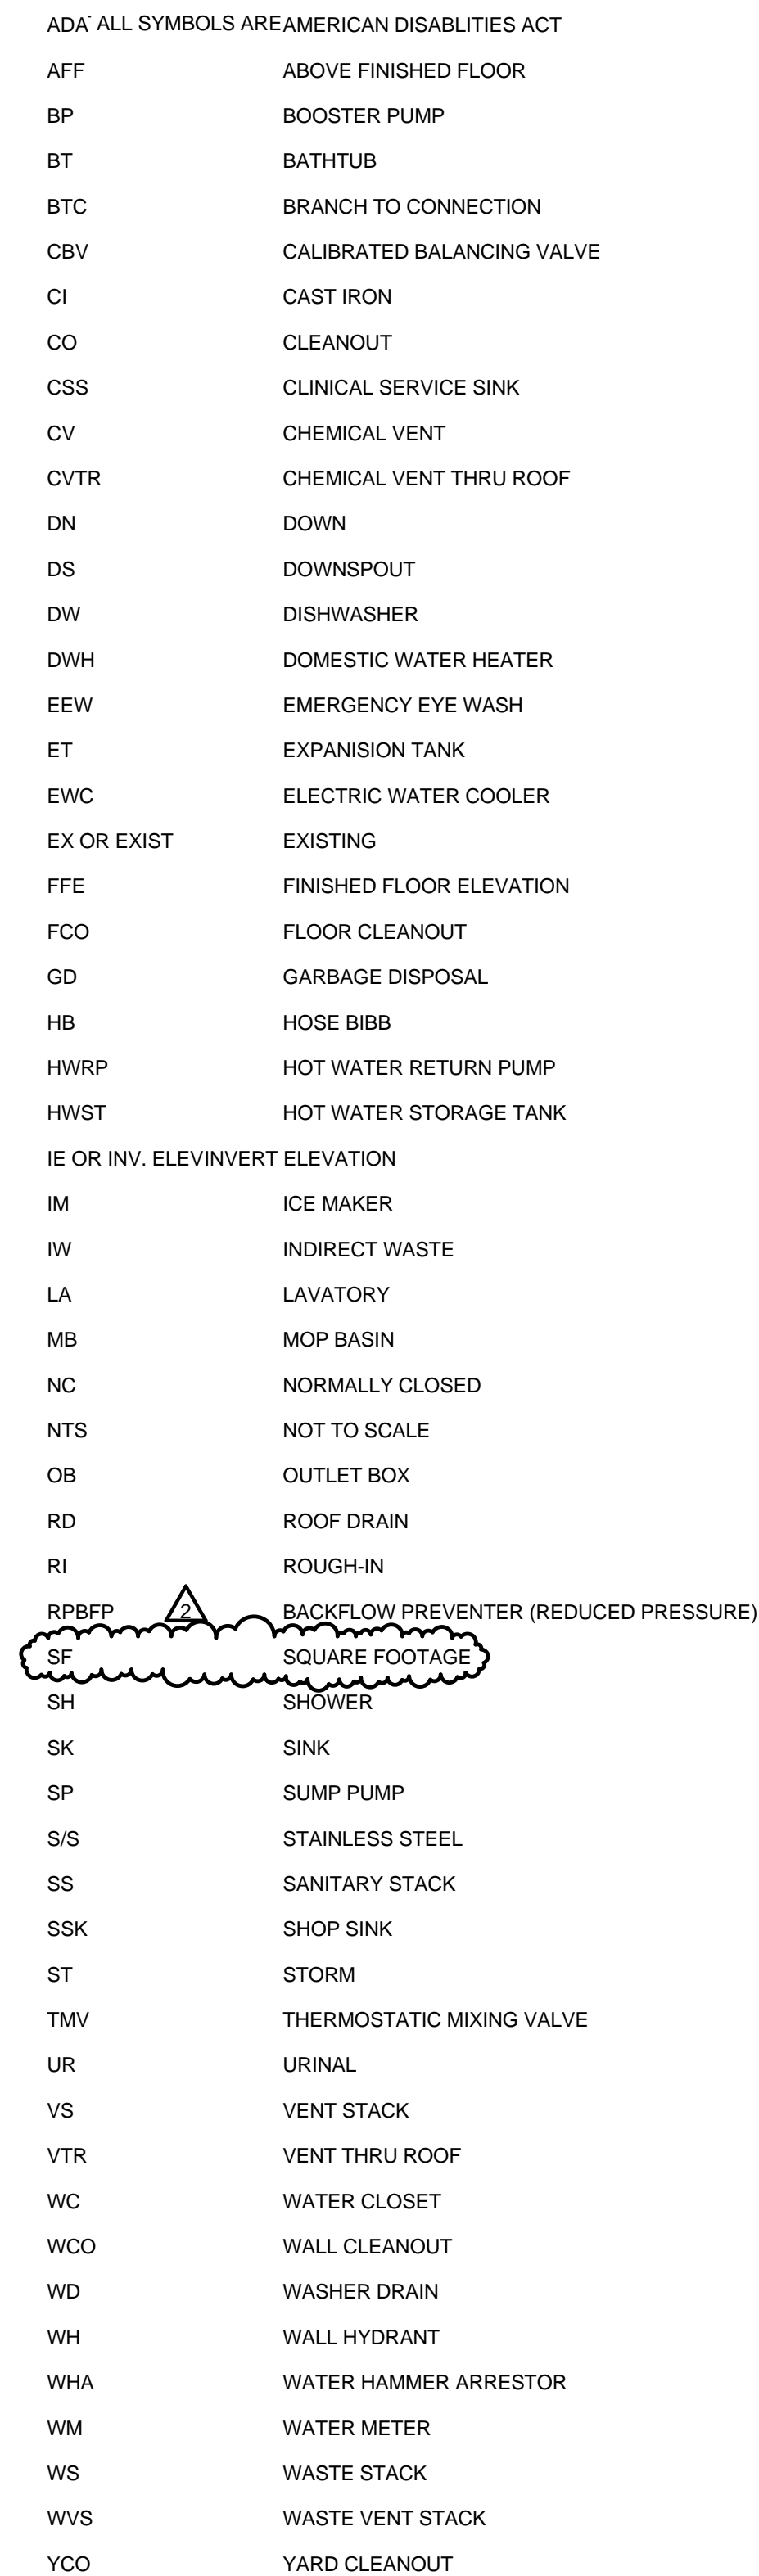 ADA ALL SYMBOLS ARE AMERICAN DISABLITIES ACT
AFF ABOVE FINISHED FLOOR
BP BOOSTER PUMP
BT BATHTUB
BTC BRANCH TO CONNECTION
CBV CALIBRATED BALANCING VALVE
CI CAST IRON
CO CLEANOUT
CSS CLINICAL SERVICE SINK
CV CHEMICAL VENT
CVTR CHEMICAL VENT THRU ROOF
DN DOWN
DS DOWNSPOUT
DW DISHWASHER
DWH DOMESTIC WATER HEATER
EEW EMERGENCY EYE WASH
ET EXPANISION TANK
EWC ELECTRIC WATER COOLER
EX OR EXIST EXISTING
FFE FINISHED FLOOR ELEVATION
FCO FLOOR CLEANOUT
GD GARBAGE DISPOSAL
HB HOSE BIBB
HWRP HOT WATER RETURN PUMP
HWST HOT WATER STORAGE TANK
IE OR INV. ELEV INVERT ELEVATION
IM ICE MAKER
IW INDIRECT WASTE
LA LAVATORY
MB MOP BASIN
NC NORMALLY CLOSED
NTS NOT TO SCALE
OB OUTLET BOX
RD ROOF DRAIN
RI ROUGH-IN
RPBFP 2 BACKFLOW PREVENTER (REDUCED PRESSURE)
SF SQUARE FOOTAGE
SH SHOWER
SK SINK
SP SUMP PUMP
S/S STAINLESS STEEL
SS SANITARY STACK
SSK SHOP SINK
ST STORM
TMV THERMOSTATIC MIXING VALVE
UR URINAL
VS VENT STACK
VTR VENT THRU ROOF
WC WATER CLOSET
WCO WALL CLEANOUT
WD WASHER DRAIN
WH WALL HYDRANT
WHA WATER HAMMER ARRESTOR
WM WATER METER
WS WASTE STACK
WVS WASTE VENT STACK
YCO YARD CLEANOUT